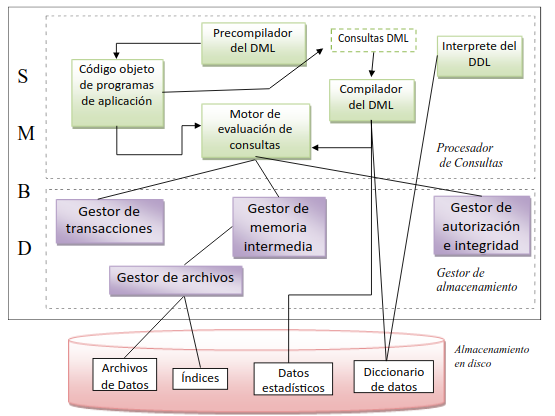 Precompilador
del DML
Consultas DML
Interprete del
DDL
S
Código objeto
de programas
de aplicación
Compilador
del DML
M
Motor de
evaluación de
consultas
Procesador
de Consultas
B
Gestor de
transacciones
Gestor de
memoria
intermedia
Gestor de
autorización
e integridad
D
Gestor de archivos
Gestor de
almacenamiento
Archivos
de Datos
Índices
Datos
estadísticos
Diccionario
de datos
Almacenamiento
en disco